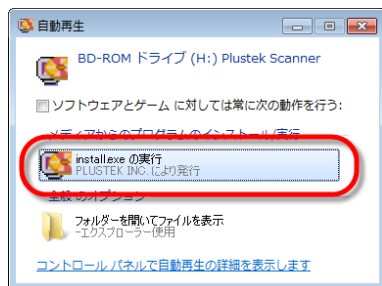 自動再生
BD-ROM ドライブ (H:) Plustek Scanner
ソフトウェアとゲーム に対しては常に次の動作を行う:
メディアからのプログラムのインストール/実行
install.exe の実行
PLUSTEK INC. により発行
全般 のオプション
フォルダーを開いてファイルを表示
-エクスプローラー使用
コントロール パネルで自動再生の詳細を表示します